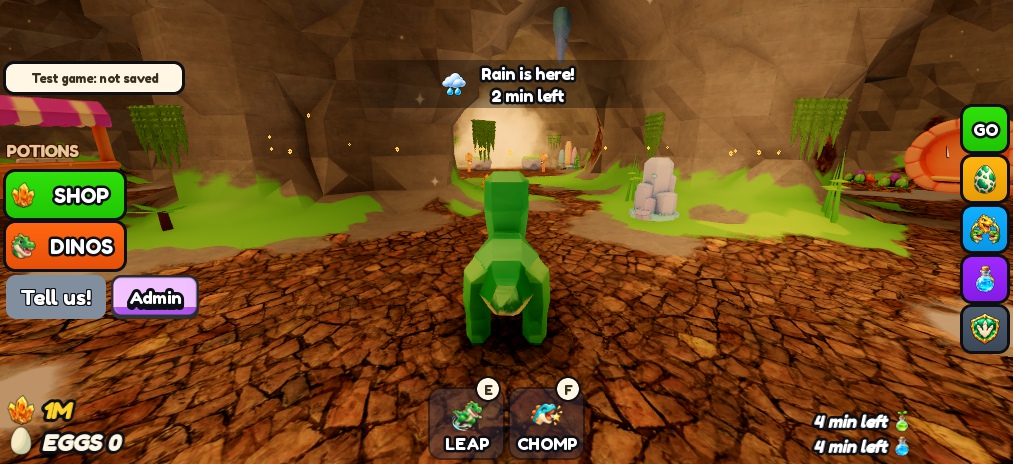 Test game: not saved
Rain is here!
2 min left
POTIONS
SHOP
DINOS
Tell us!
Admin
GO
1M
EGGS 0
E
F
LEAP
CHOMP
4 min left
4 min left